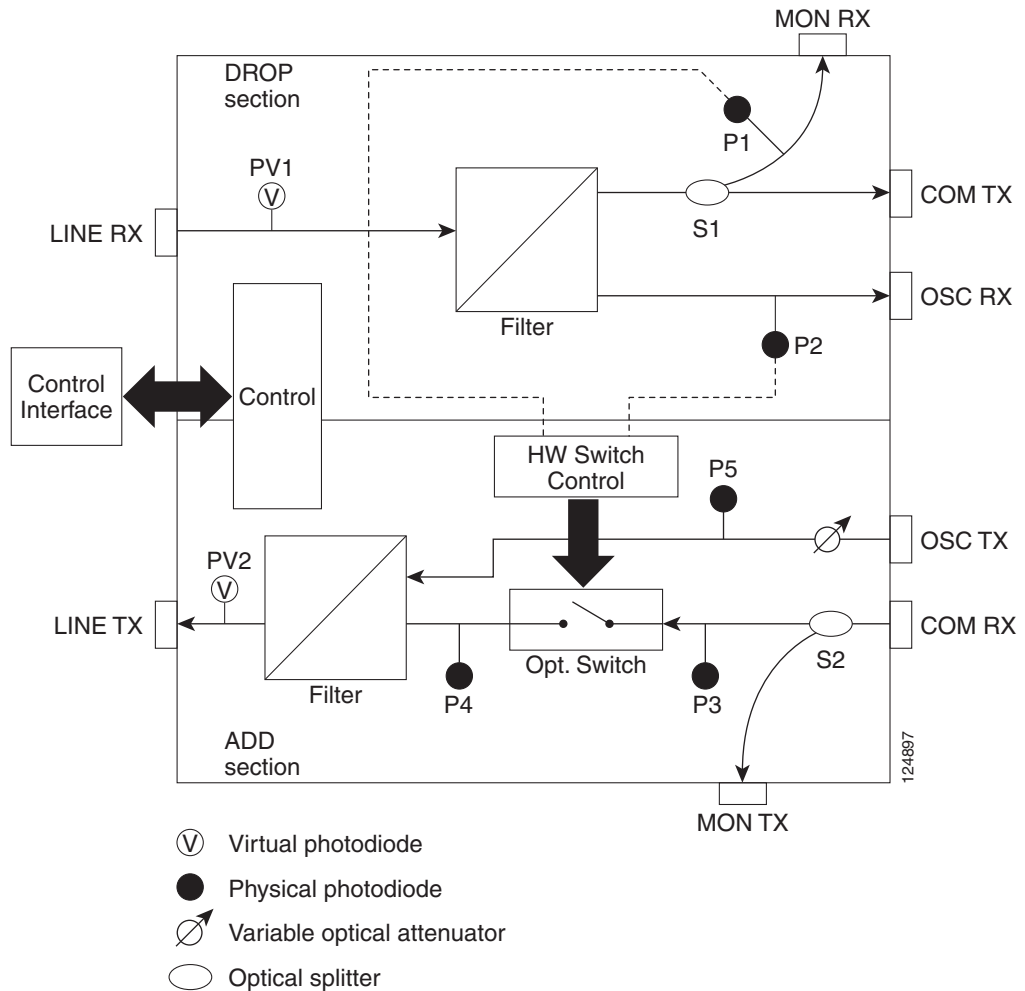 MON RX
DROP
section
P1
PV1
V
COM TX
S1
LINE RX
OSC RX
Filter
P2
Control
Interface
Control
HW Switch
Control
P5
PV2
V
OSC TX
LINE TX
COM RX
S2
Opt. Switch
Filter
P4
P3
ADD
section
124897
MON TX
V Virtual photodiode
Physical photodiode
Variable optical attenuator
Optical splitter